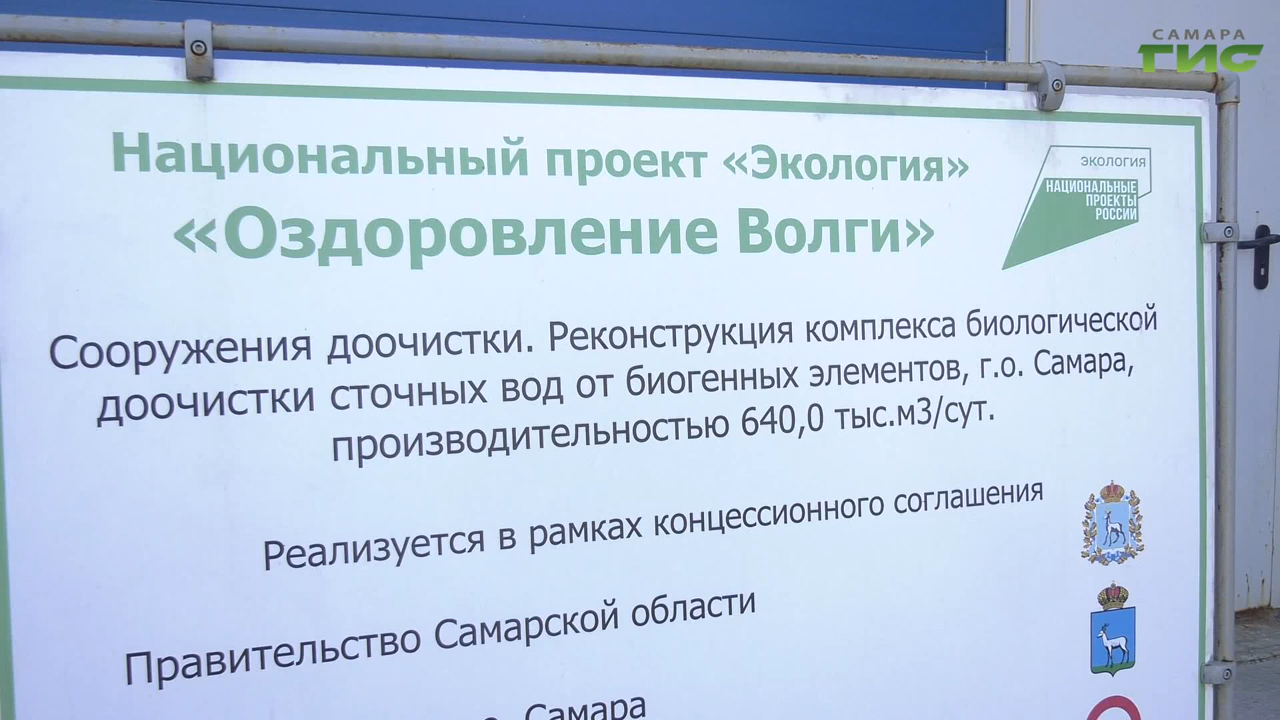 САМАРА
ГИС
Национальный проект «Экология»
«Оздоровление Волги»
ЭКОЛОГИЯ
НАЦИОНАЛЬНЫЕ
ПРОЕКТЫ
РОССИИ
Сооружения доочистки. Реконструкция комплекса биологической
доочистки сточных вод от биогенных элементов, г.о. Самара,
производительностью 640,0 тыс.м3/сут.
Реализуется в рамках концессионного соглашения
Правительство Самарской области
Самара